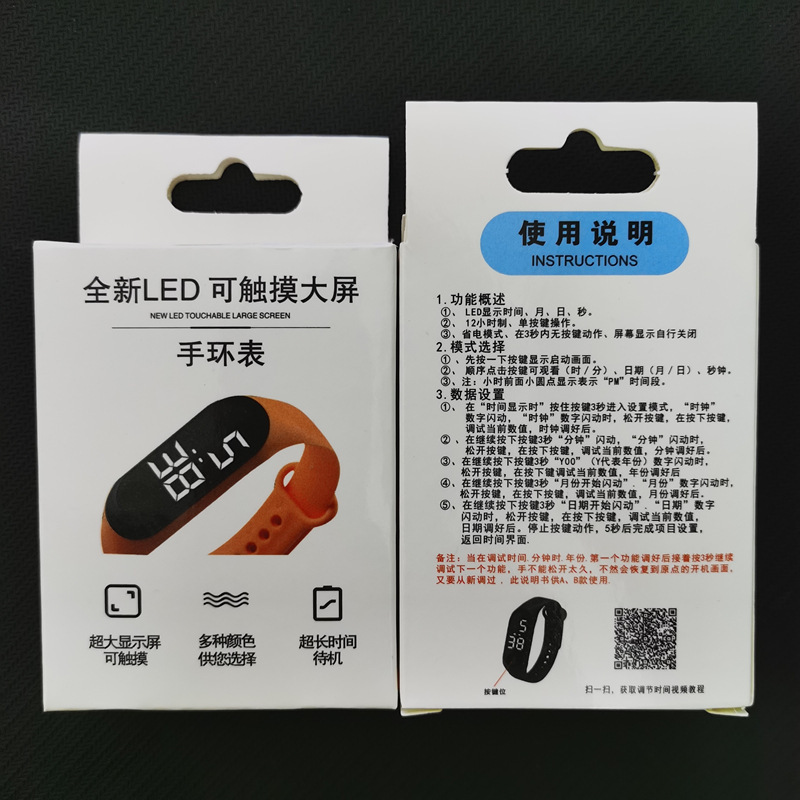 全新LED 可触摸大屏
NEW LED TOUCHABLE LARGE SCREEN
手环表
超大显示屏
可触摸
多种颜色
供您选择
超长时间
待机
使用说明
INSTRUCTIONS
1.功能概述
①、LED显示时间、月、日、秒。
②、12小时制、单按键操作。
③、省电模式、在3秒内无按键动作、屏幕显示自行关闭
2.模式选择
①、先按一下按键显示启动画面。
②、顺序点击按键可观看（时/分）、日期（月/日）、秒钟。
③、注：小时前面小圆点显示表示“PM”时间段。
3.数据设置
①、在“时间显示时”按住按键3秒进入设置模式，“时钟”
数字闪动，“时钟”数字闪动时，松开按键，在按下按键，
调试当前数值，时钟调好后。
②、在继续按下按键3秒“分钟”闪动，“分钟”闪动时，
松开按键，在按下按键，调试当前数值，分钟调好后。
③、在继续按下按键3秒“Y00”（Y代表年份）数字闪动时，
松开按键，在按下键调试当前数值，年份调好后
④、在继续按下按键3秒“月份开始闪动”.“月份”数字闪动时，
松开按键，在按下按键，调试当前数值，月份调好后。
⑤、在继续按下按键3秒“日期开始闪动”.“日期”数字
闪动时，松开按键，在按下按键，调试当前数值，
日期调好后。停止按键动作，5秒后完成项目设置，
返回时间界面.
备注：当在调试时间.分钟时.年份.第一个功能调好后接着按3秒继续
调试下一个功能，手不能松开太久，不然会恢复到原点的开机画面，
又要从新调过．此说明书供A、B款使用.
5
38
按键位
扫一扫，获取调节时间视频教程